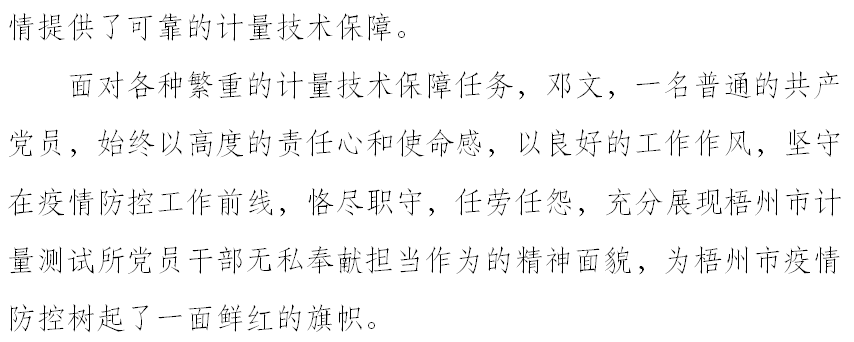 情提供了可靠的计量技术保障。
面对各种繁重的计量技术保障任务，邓文，一名普通的共产
党员，始终以高度的责任心和使命感，以良好的工作作风，坚守
在疫情防控工作前线，恪尽职守，任劳任怨，充分展现梧州市计
量测试所党员干部无私奉献担当作为的精神面貌，为梧州市疫情
防控树起了一面鲜红的旗帜。